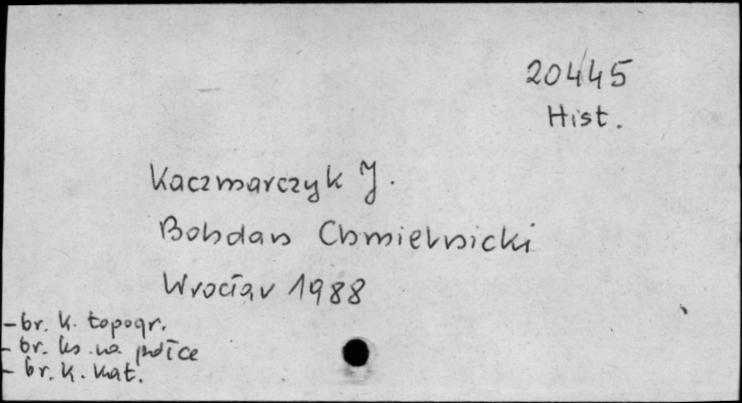 20445
Hist.
Kaczmarczyk J.
Bohdan Chmielnicki
Wrocław 1988
- br. k. topogr.
- br. ks. na półce
- br. k. kat.